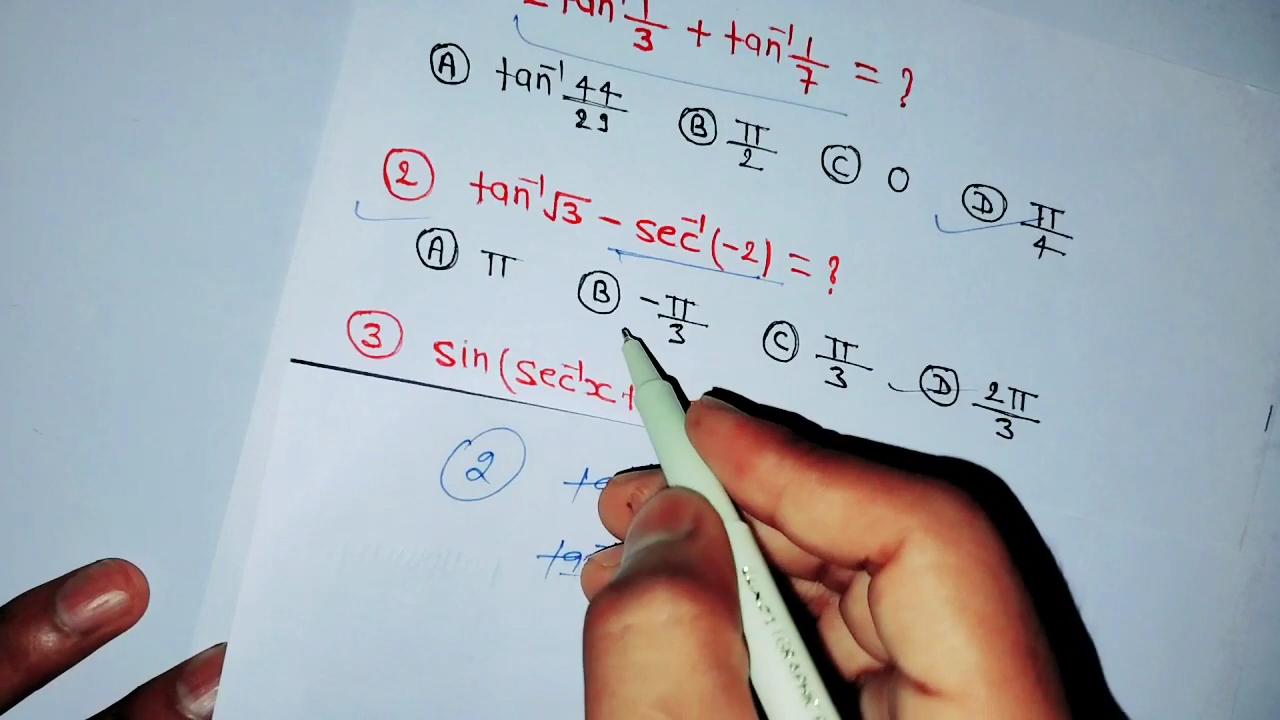 2 tan⁻¹ 1/3 + tan⁻¹ 1/7 = ?
Ⓐ tan⁻¹ 44/29 Ⓑ π/2 Ⓒ 0 Ⓓ π/4
② tan⁻¹√3 - sec⁻¹(-2) = ?
Ⓐ π Ⓑ -π/3 Ⓒ π/3 Ⓓ 2π/3
③ sin(sec⁻¹x +
②